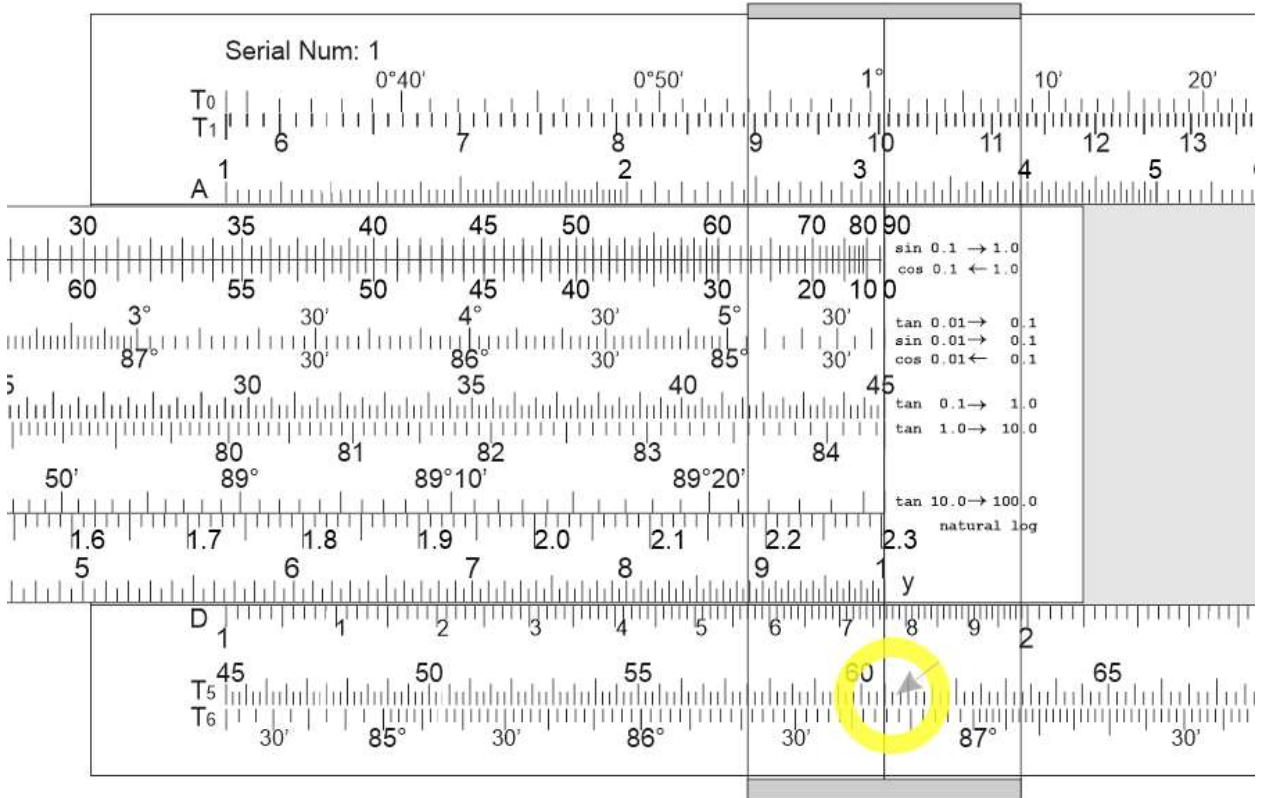 Serial Num: 1
0°40' 0°50' 1° 10' 20'
T0
T1
6 7 8 9 10 11 12 13
1 2 3 4 5
A
30 35 40 45 50 60 70 80 90
sin 0.1 → 1.0
cos 0.1 ← 1.0
60 55 50 45 40 30 20 10 0
3° 30' 4° 30' 5° 30'
tan 0.01→ 0.1
sin 0.01→ 0.1
87° 30' 86° 30' 85° 30'
cos 0.01← 0.1
30 35 40 45
tan 0.1→ 1.0
tan 1.0→ 10.0
80 81 82 83 84
50' 89° 89°10' 89°20'
tan 10.0→100.0
natural log
1.6 1.7 1.8 1.9 2.0 2.1 2.2 2.3
5 6 7 8 9 1
y
D
1 1 2 3 4 5 6 7 8 9 2
45 50 55 60 65
T5
T6
30' 85° 30' 86° 30' 87° 30'